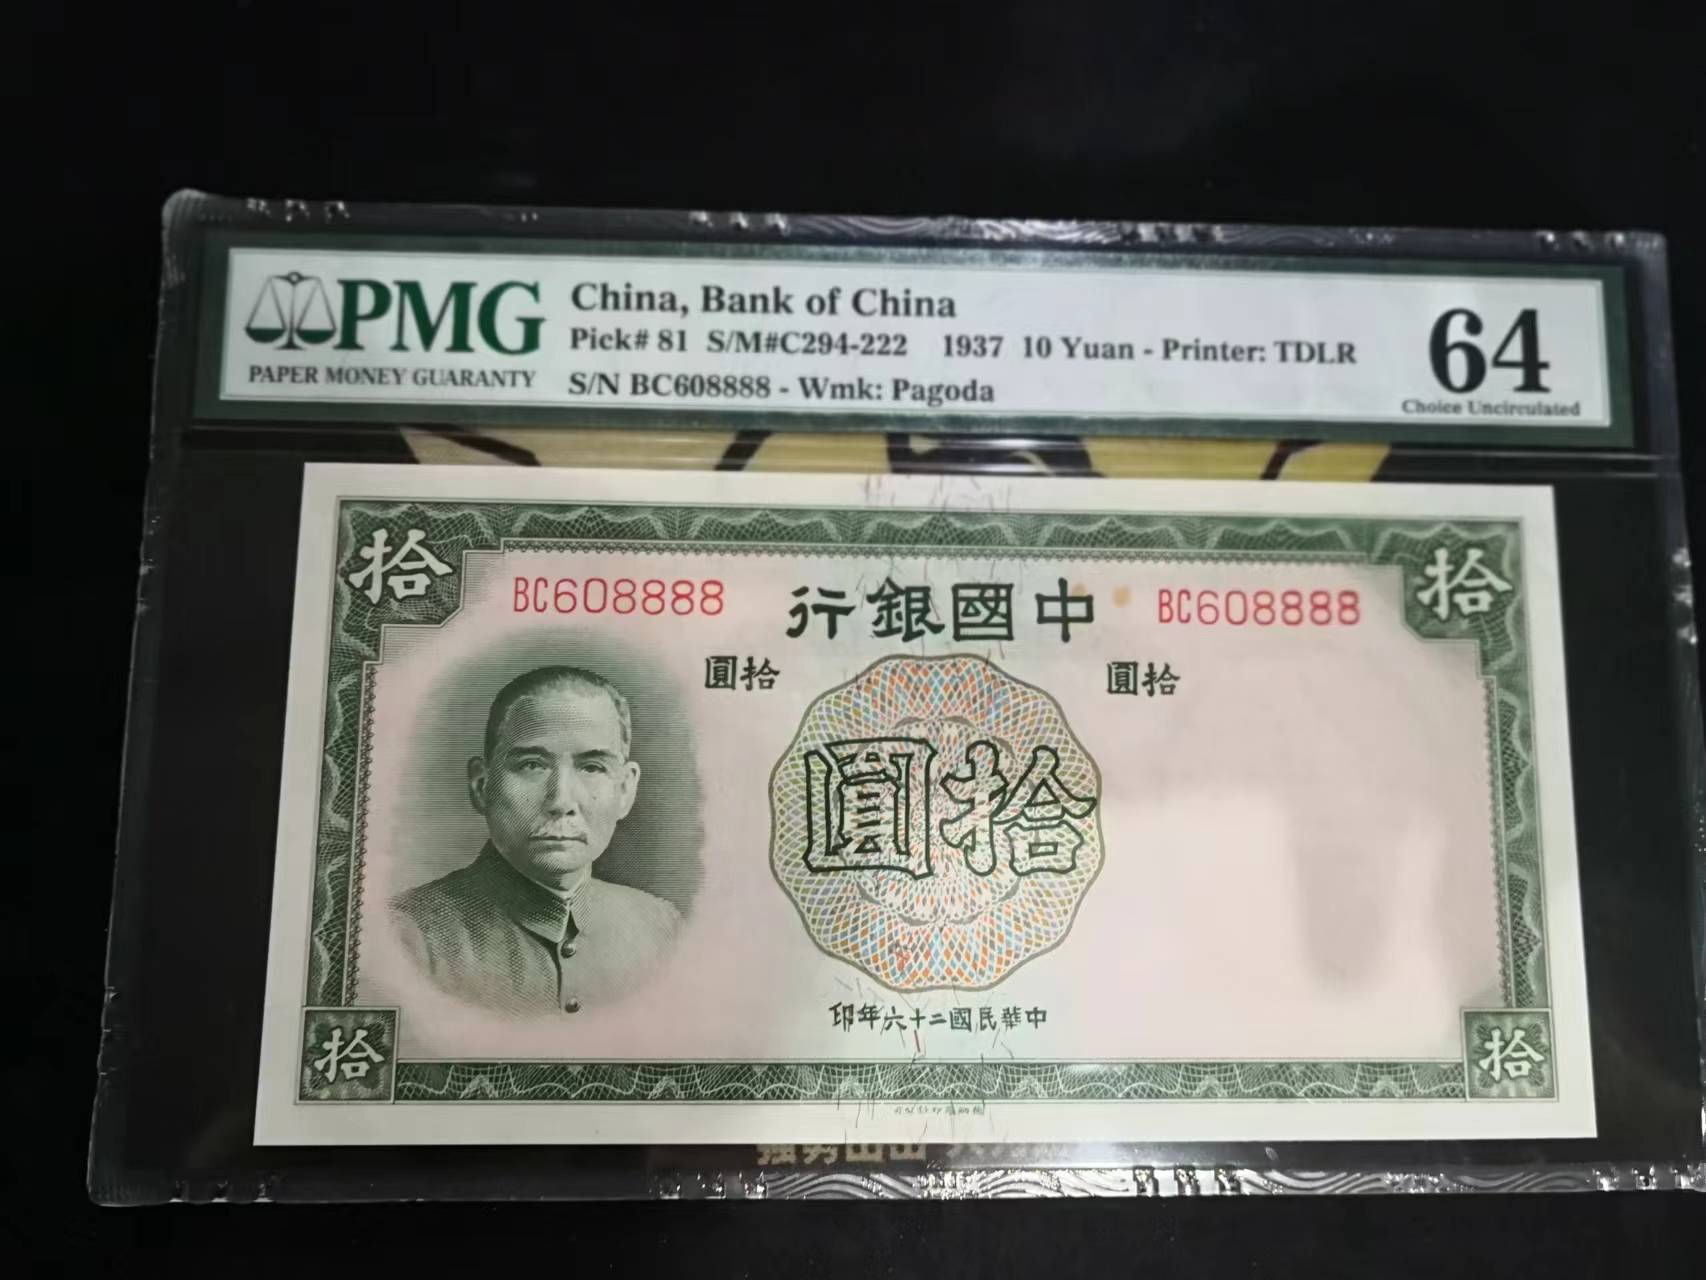 PMG
PAPER MONEY GUARANTY
China, Bank of China
Pick# 81 S/M#C294-222 1937 10 Yuan - Printer: TDLR
S/N BC608888 - Wmk: Pagoda
64
Choice Uncirculated
拾
拾
BC608888
行銀國中
BC608888
圓拾
圓拾
圓拾
印年六十二國民華中
拾
拾